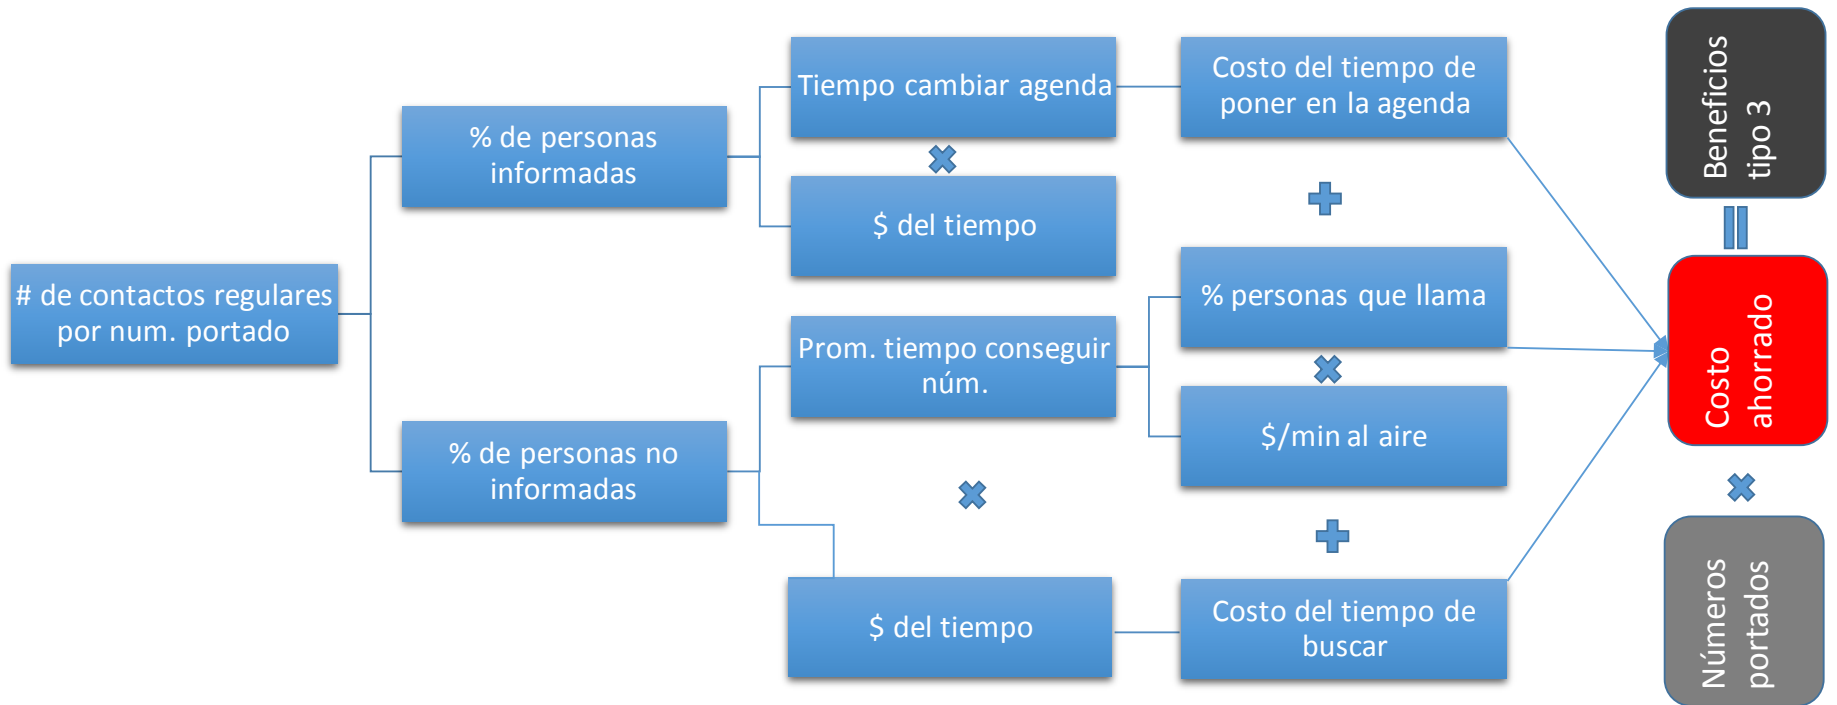 # de contactos regulares
por num. portado
% de personas
informadas
% de personas no
informadas
Tiempo cambiar agenda
$ del tiempo
Prom. tiempo conseguir
núm.
$ del tiempo
Costo del tiempo de
poner en la agenda
% personas que llama
$/min al aire
Costo del tiempo de
buscar
Beneficios
tipo 3
Costo
ahorrado
Números
portados